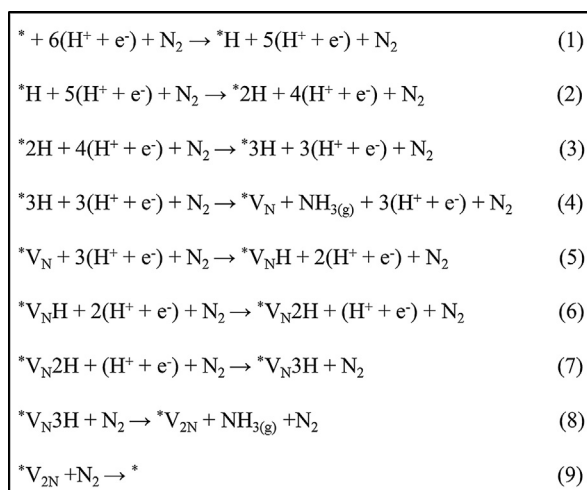 * + 6(H⁺ + e⁻) + N₂ → *H + 5(H⁺ + e⁻) + N₂ (1)
*H + 5(H⁺ + e⁻) + N₂ → *2H + 4(H⁺ + e⁻) + N₂ (2)
*2H + 4(H⁺ + e⁻) + N₂ → *3H + 3(H⁺ + e⁻) + N₂ (3)
*3H + 3(H⁺ + e⁻) + N₂ → *V_N + NH₃₍g₎ + 3(H⁺ + e⁻) + N₂ (4)
*V_N + 3(H⁺ + e⁻) + N₂ → *V_NH + 2(H⁺ + e⁻) + N₂ (5)
*V_NH + 2(H⁺ + e⁻) + N₂ → *V_N2H + (H⁺ + e⁻) + N₂ (6)
*V_N2H + (H⁺ + e⁻) + N₂ → *V_N3H + N₂ (7)
*V_N3H + N₂ → *V_2N + NH₃₍g₎ +N₂ (8)
*V_2N +N₂ → * (9)